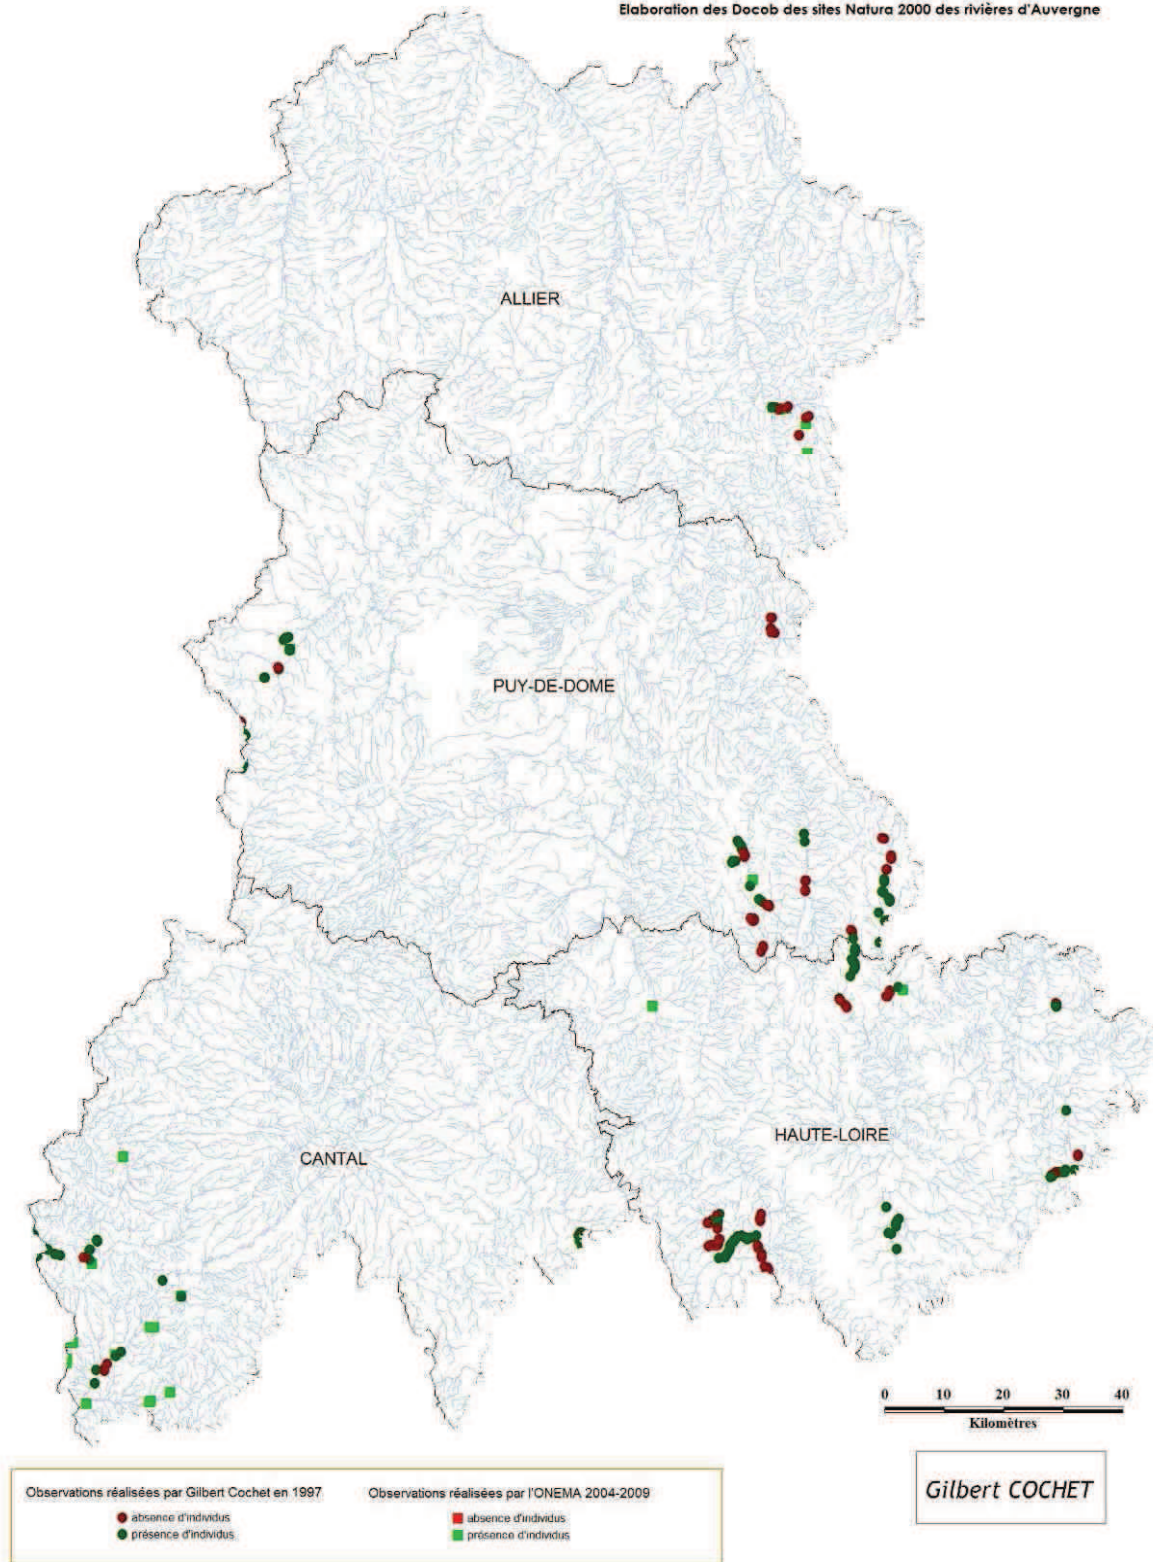 Elaboration des Docob des sites Natura 2000 des rivières d'Auvergne
ALLIER
PUY-DE-DOME
HAUTE-LOIRE
CANTAL
0 10 20 30 40
Kilomètres
Gilbert COCHET
Observations réalisées par Gilbert Cochet en 1997
absence d'individus
présence d'individus
Observations réalisées par l'ONEMA 2004-2009
absence d'individus
présence d'individus